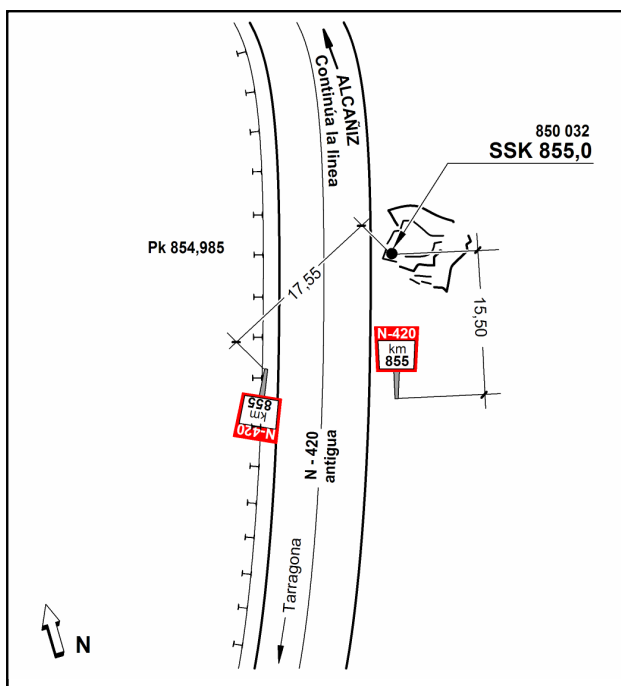 ALCAÑIZ
Continúa la linea
850 032
SSK 855,0
Pk 854,985
17,55
15,50
N-420
km
855
N-420
km
855
N - 420
antigua
Tarragona
N